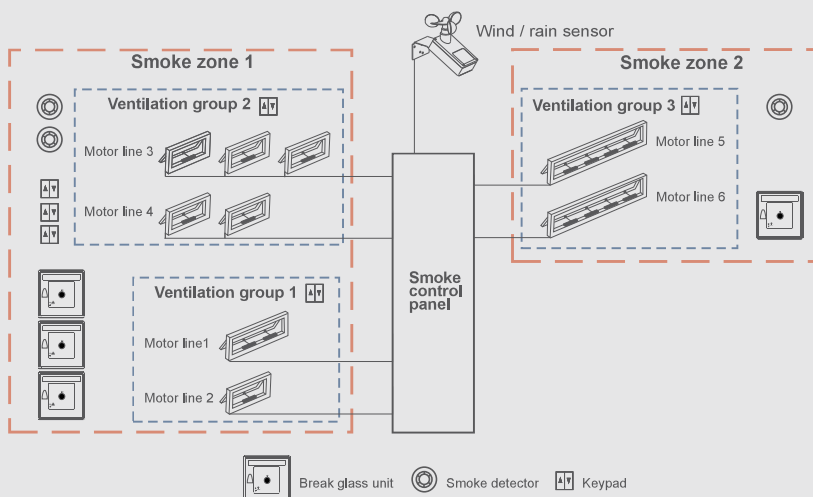 Wind / rain sensor
Smoke zone 1
Ventilation group 2
Motor line 3
Motor line 4
Ventilation group 1
Motor line1
Motor line 2
Smoke
control
panel
Smoke zone 2
Ventilation group 3
Motor line 5
Motor line 6
Break glass unit
Smoke detector
Keypad